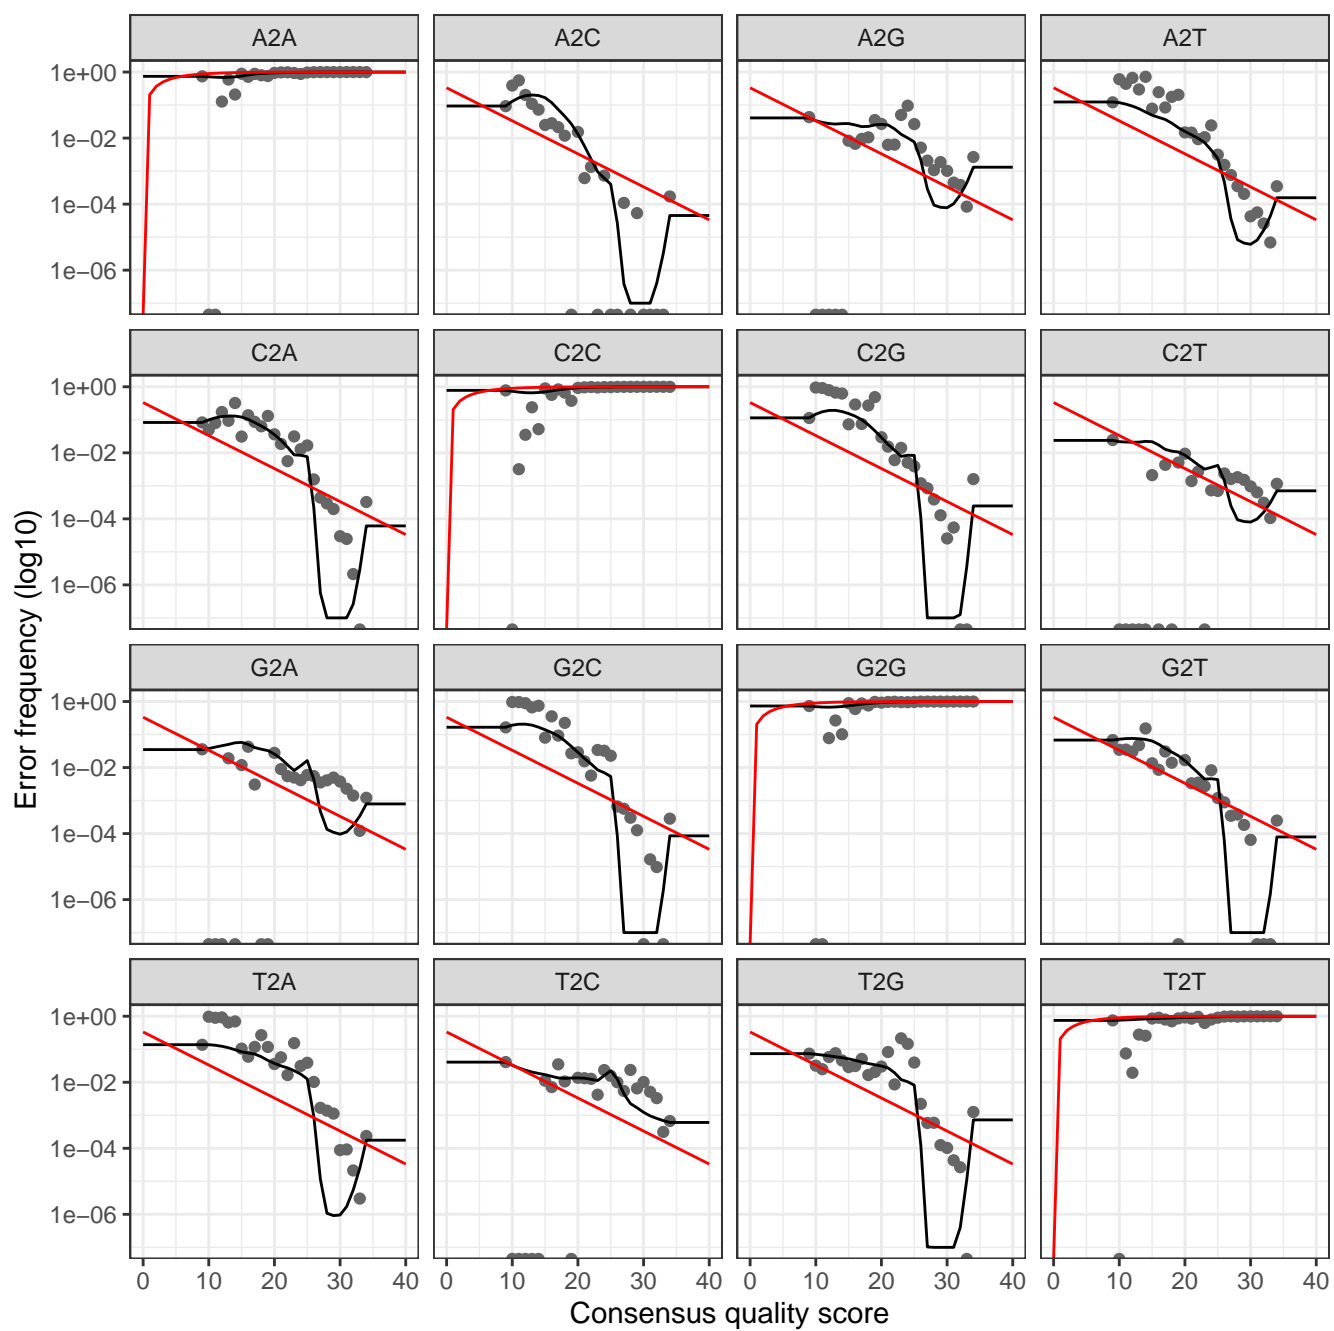 A2A A2C A2G A2T
1e+00
1e−02
1e−04
1e−06
C2A C2C C2G C2T
1e+00
1e−02
1e−04
1e−06
G2A G2C G2G G2T
1e+00
1e−02
1e−04
1e−06
T2A T2C T2G T2T
1e+00
1e−02
1e−04
1e−06
0 10 20 30 40 0 10 20 30 40 0 10 20 30 40 0 10 20 30 40
Consensus quality score
Error frequency (log10)